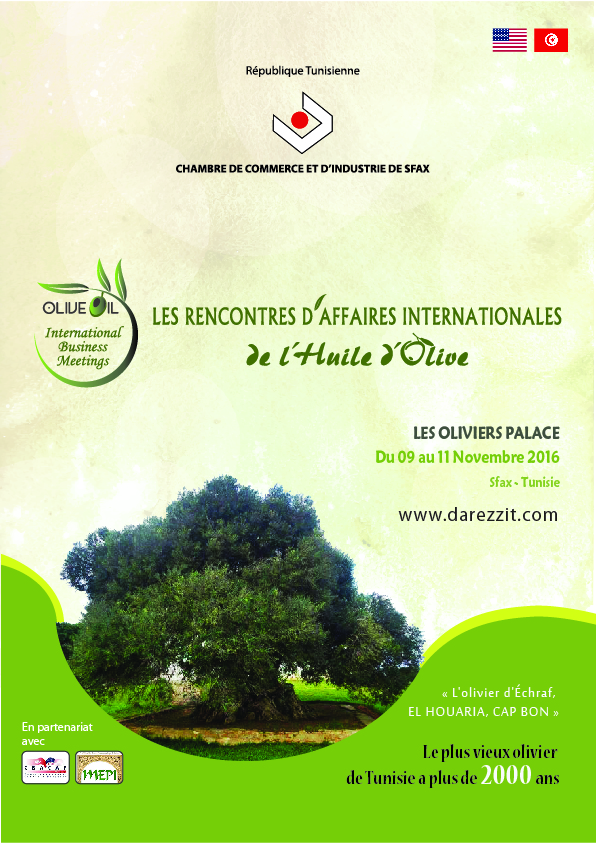 République Tunisienne
CHAMBRE DE COMMERCE ET D'INDUSTRIE DE SFAX
OLIVE OIL
International
Business
Meetings
LES RENCONTRES D'AFFAIRES INTERNATIONALES
de l'Huile d'Olive
LES OLIVIERS PALACE
Du 09 au 11 Novembre 2016
Sfax - Tunisie
www.darezzit.com
« L'olivier d'Échraf,
EL HOUARIA, CAP BON »
En partenariat
avec
MEPI
Le plus vieux olivier
de Tunisie a plus de 2000 ans